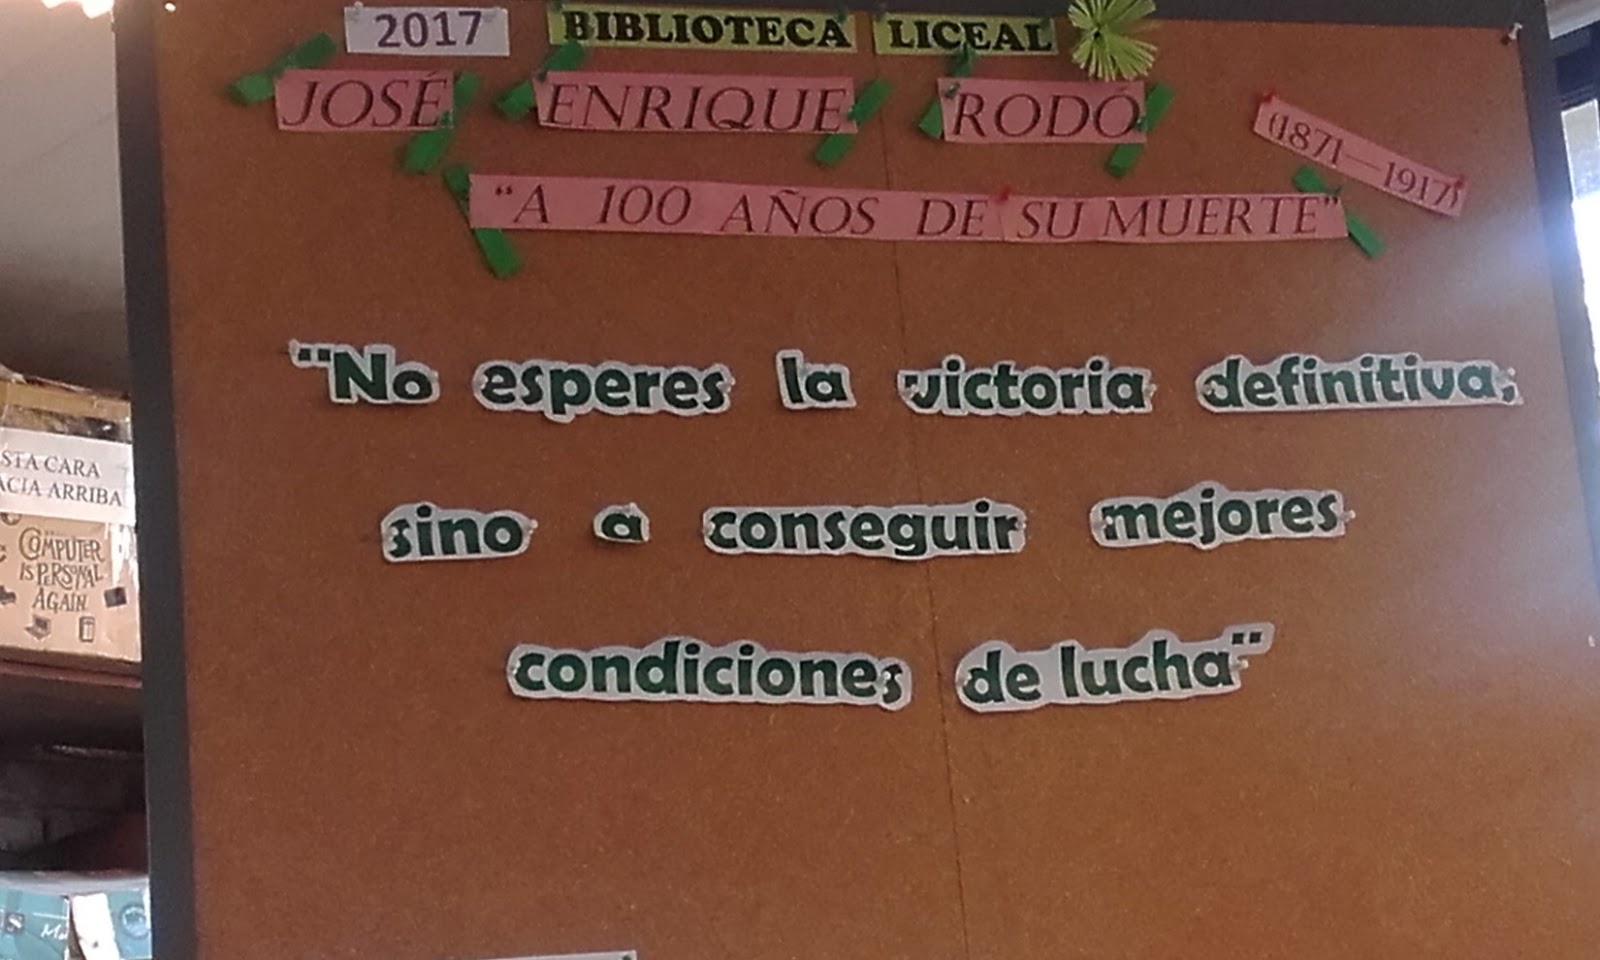 2017 BIBLIOTECA LICEAL
JOSÉ ENRIQUE RODÓ
(1871—1917)
"A 100 AÑOS DE SU MUERTE"
"No esperes la victoria definitiva,
sino a conseguir mejores
condiciones de lucha"
STA CARA
ACIA ARRIBA
COMPUTER
IS PERSONAL
AGAIN